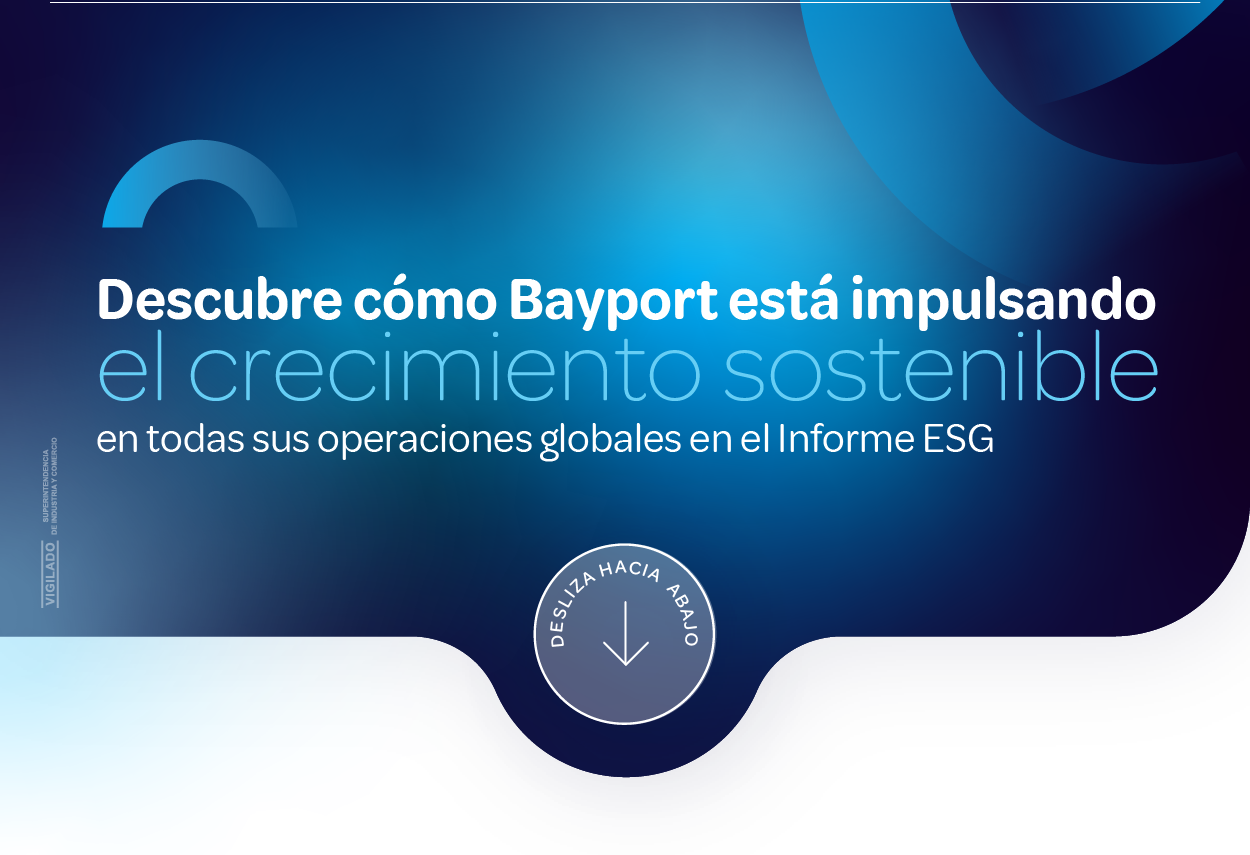 Descubre cómo Bayport está impulsando
el crecimiento sostenible
en todas sus operaciones globales en el Informe ESG
VIGILADO
SUPERINTENDENCIA
DE INDUSTRIA Y COMERCIO
DESLIZA HACIA ABAJO